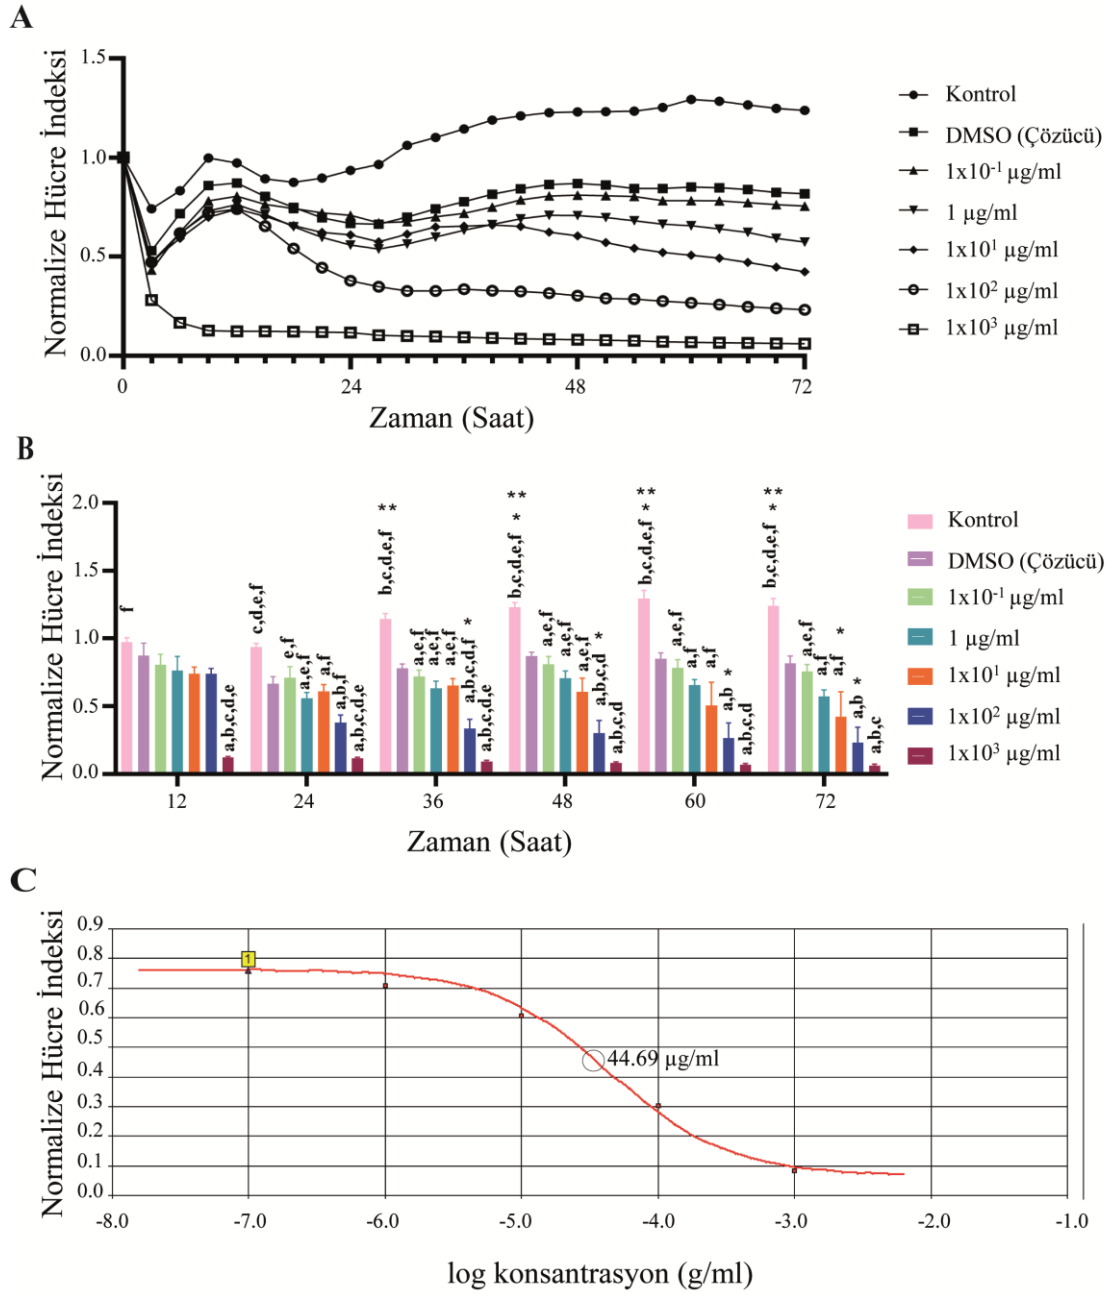 A
Normalize Hücre İndeksi
1.5
1.0
0.5
0.0
0
24
48
72
Zaman (Saat)
Kontrol
DMSO (Çözücü)
1x10⁻¹ µg/ml
1 µg/ml
1x10¹ µg/ml
1x10² µg/ml
1x10³ µg/ml
B
Normalize Hücre İndeksi
2.0
1.5
1.0
0.5
0.0
f
a,b,c,d,e
c,d,e,f
e,f
a,e,f
a,f
a,b,f
a,b,c,d,e
b,c,d,e,f **
a,e,f
a,e,f
a,e,f
a,b,c,d,f *
a,b,c,d,e
b,c,d,e,f * **
a,e,f
a,e,f
a,e,f
a,b,c,d *
a,b,c,d
b,c,d,e,f * **
a,e,f
a,f
a,f
a,b *
a,b,c,d
b,c,d,e,f * **
a,e,f
a,f
a,f *
a,b *
a,b,c
12
24
36
48
60
72
Zaman (Saat)
Kontrol
DMSO (Çözücü)
1x10⁻¹ µg/ml
1 µg/ml
1x10¹ µg/ml
1x10² µg/ml
1x10³ µg/ml
C
Normalize Hücre İndeksi
0.9
0.8
0.7
0.6
0.5
0.4
0.3
0.2
0.1
0.0
1
44.69 µg/ml
-8.0
-7.0
-6.0
-5.0
-4.0
-3.0
-2.0
-1.0
log konsantrasyon (g/ml)